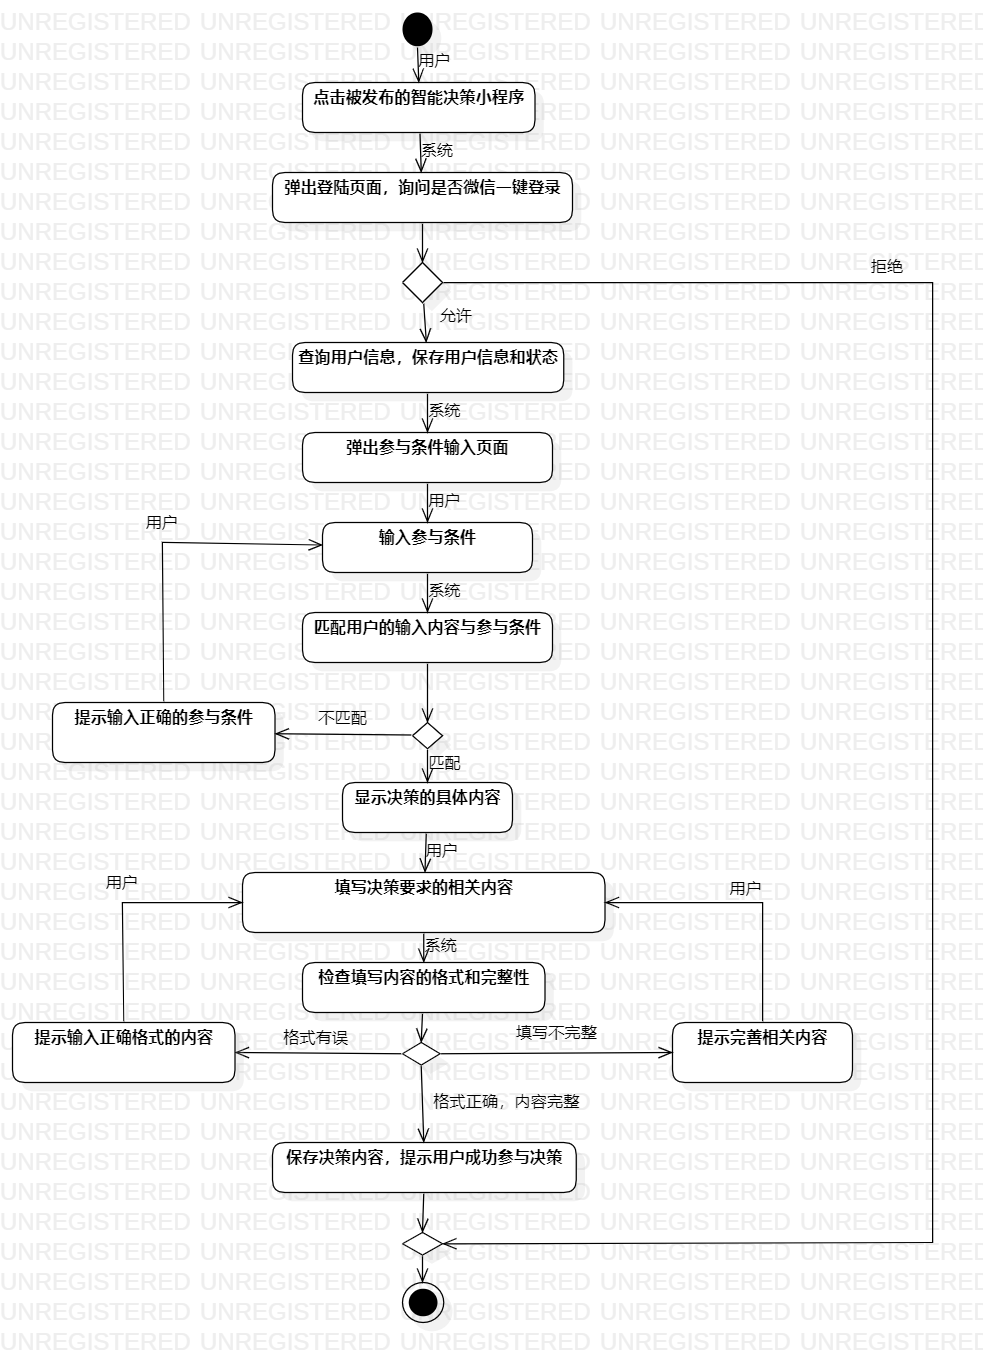 用户
点击被发布的智能决策小程序
系统
弹出登陆页面，询问是否微信一键登录
拒绝
允许
查询用户信息，保存用户信息和状态
系统
弹出参与条件输入页面
用户
用户
输入参与条件
系统
匹配用户的输入内容与参与条件
提示输入正确的参与条件
不匹配
匹配
显示决策的具体内容
用户
用户
填写决策要求的相关内容
用户
系统
检查填写内容的格式和完整性
提示输入正确格式的内容
格式有误
填写不完整
提示完善相关内容
格式正确，内容完整
保存决策内容，提示用户成功参与决策
UNREGISTERED